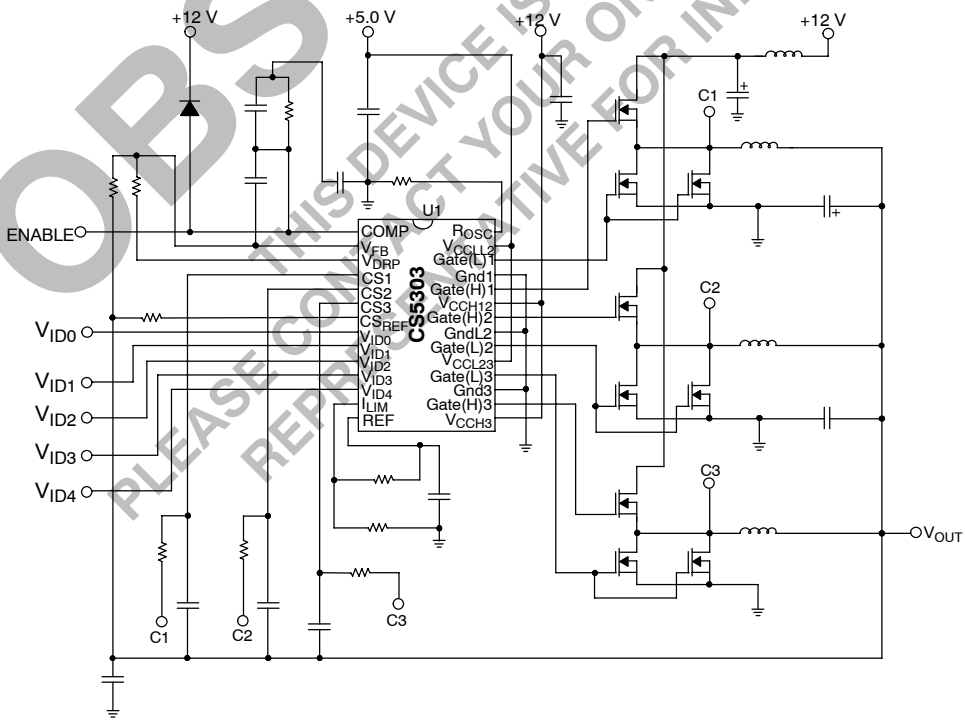 +12 V
+5.0 V
+12 V
+12 V
OBS
THIS DEVICE IS
PLEASE CONTACT YOUR ON
REPRESENTATIVE FOR IN
ENABLE
U1
CS5303
COMP
VFB
VDRP
CS1
CS2
CS3
CSREF
VID0
VID1
VID2
VID3
VID4
ILIM
REF
ROSC
VCCLL2
Gate(L)1
Gnd1
Gate(H)1
VCCH12
Gate(H)2
GndL2
Gate(L)2
VCCL23
Gate(L)3
Gnd3
Gate(H)3
VCCH3
VID0
VID1
VID2
VID3
VID4
C1
C2
C3
C1
+
+
C2
C3
VOUT